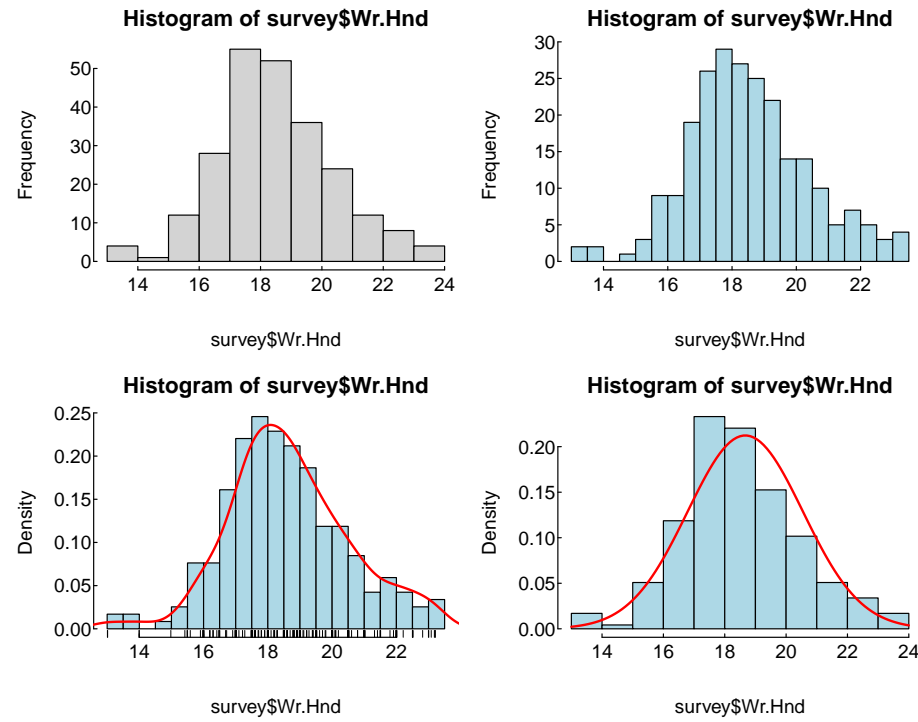 Histogram of survey$Wr.Hnd
Frequency
50
40
30
20
10
0
14 16 18 20 22 24
survey$Wr.Hnd
Histogram of survey$Wr.Hnd
Frequency
30
25
20
15
10
5
0
14 16 18 20 22
survey$Wr.Hnd
Histogram of survey$Wr.Hnd
Density
0.25
0.20
0.15
0.10
0.05
0.00
14 16 18 20 22
survey$Wr.Hnd
Histogram of survey$Wr.Hnd
Density
0.20
0.15
0.10
0.05
0.00
14 16 18 20 22 24
survey$Wr.Hnd